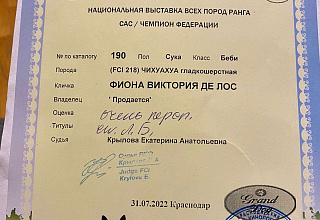 НАЦИОНАЛЬНАЯ ВЫСТАВКА ВСЕХ ПОРОД РАНГА
САС / ЧЕМПИОН ФЕДЕРАЦИИ
№ по каталогу 190 Пол Сука Класс Беби
Порода (FCI 218) ЧИХУАХУА гладкошерстная
Кличка ФИОНА ВИКТОРИЯ ДЕ ЛОС
Владелец "Продается"
Оценка очень персп.
Титулы Л.Б,
Судья Крылова Екатерина Анатольевна
Judge FCI
Krylova E.
31.07.2022 Краснодар
Grand